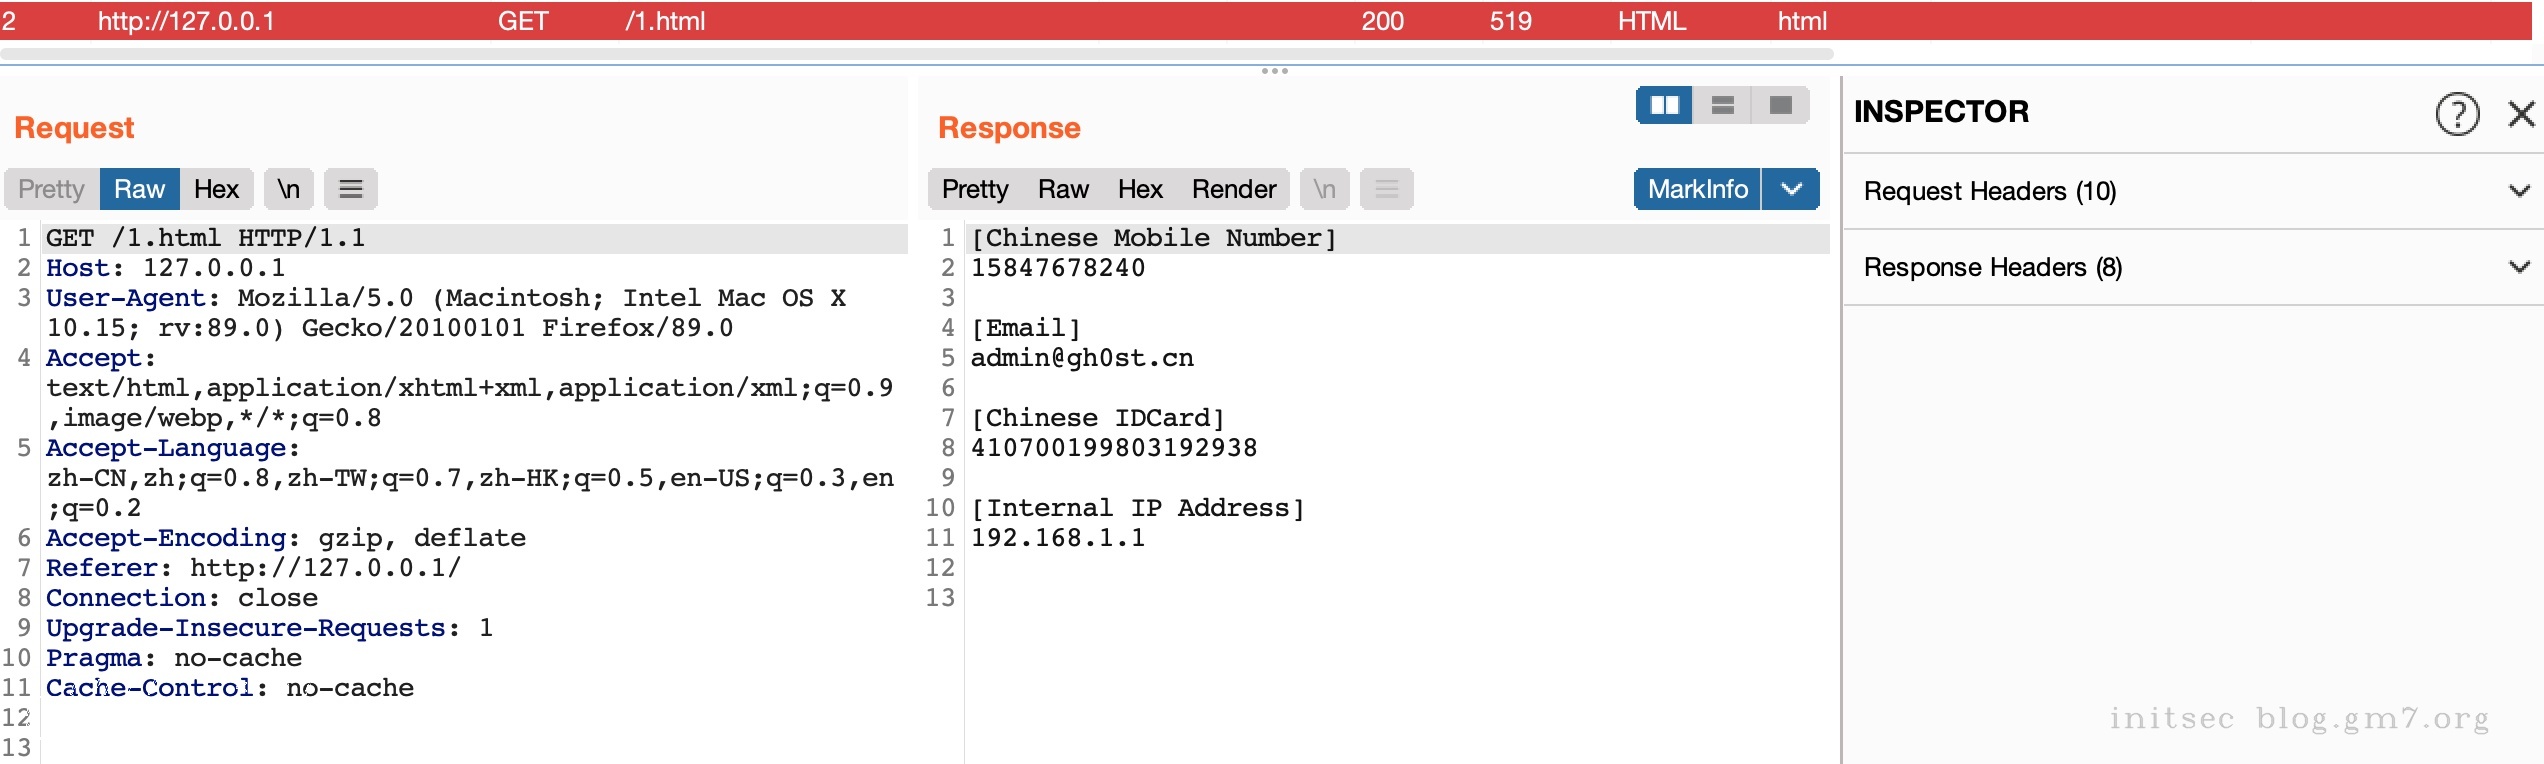 2 http://127.0.0.1 GET /1.html 200 519 HTML html
Request
Pretty Raw Hex \n
1 GET /1.html HTTP/1.1
2 Host: 127.0.0.1
3 User-Agent: Mozilla/5.0 (Macintosh; Intel Mac OS X
10.15; rv:89.0) Gecko/20100101 Firefox/89.0
4 Accept:
text/html,application/xhtml+xml,application/xml;q=0.9
,image/webp,*/*;q=0.8
5 Accept-Language:
zh-CN,zh;q=0.8,zh-TW;q=0.7,zh-HK;q=0.5,en-US;q=0.3,en
;q=0.2
6 Accept-Encoding: gzip, deflate
7 Referer: http://127.0.0.1/
8 Connection: close
9 Upgrade-Insecure-Requests: 1
10 Pragma: no-cache
11 Cache-Control: no-cache
12
13
Response
Pretty Raw Hex Render \n
MarkInfo
1 [Chinese Mobile Number]
2 15847678240
3
4 [Email]
5 admin@gh0st.cn
6
7 [Chinese IDCard]
8 410700199803192938
9
10 [Internal IP Address]
11 192.168.1.1
12
13
INSPECTOR
?
Request Headers (10)
Response Headers (8)
initsec blog.gm7.org